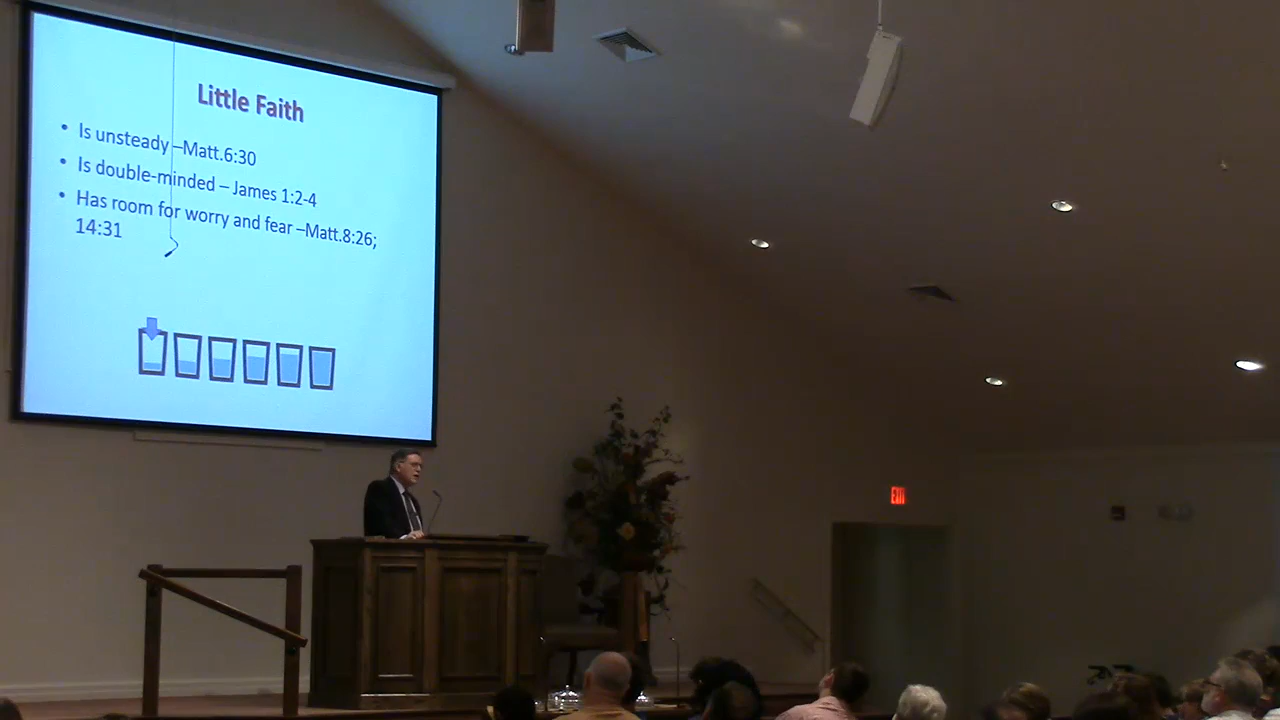 Little Faith
• Is unsteady –Matt.6:30
• Is double-minded – James 1:2-4
• Has room for worry and fear –Matt.8:26;
14:31
EXIT